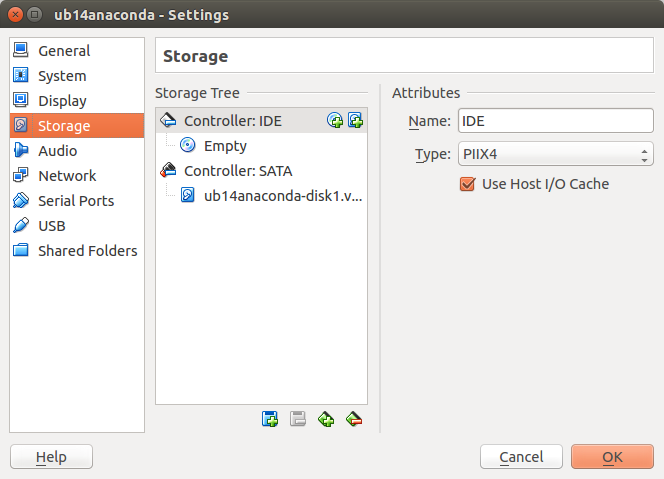 ub14anaconda - Settings
General
System
Display
Storage
Audio
Network
Serial Ports
USB
Shared Folders
Storage
Storage Tree
Controller: IDE
Empty
Controller: SATA
ub14anaconda-disk1.v...
Attributes
Name: IDE
Type: PIIX4
Use Host I/O Cache
Help
Cancel
OK